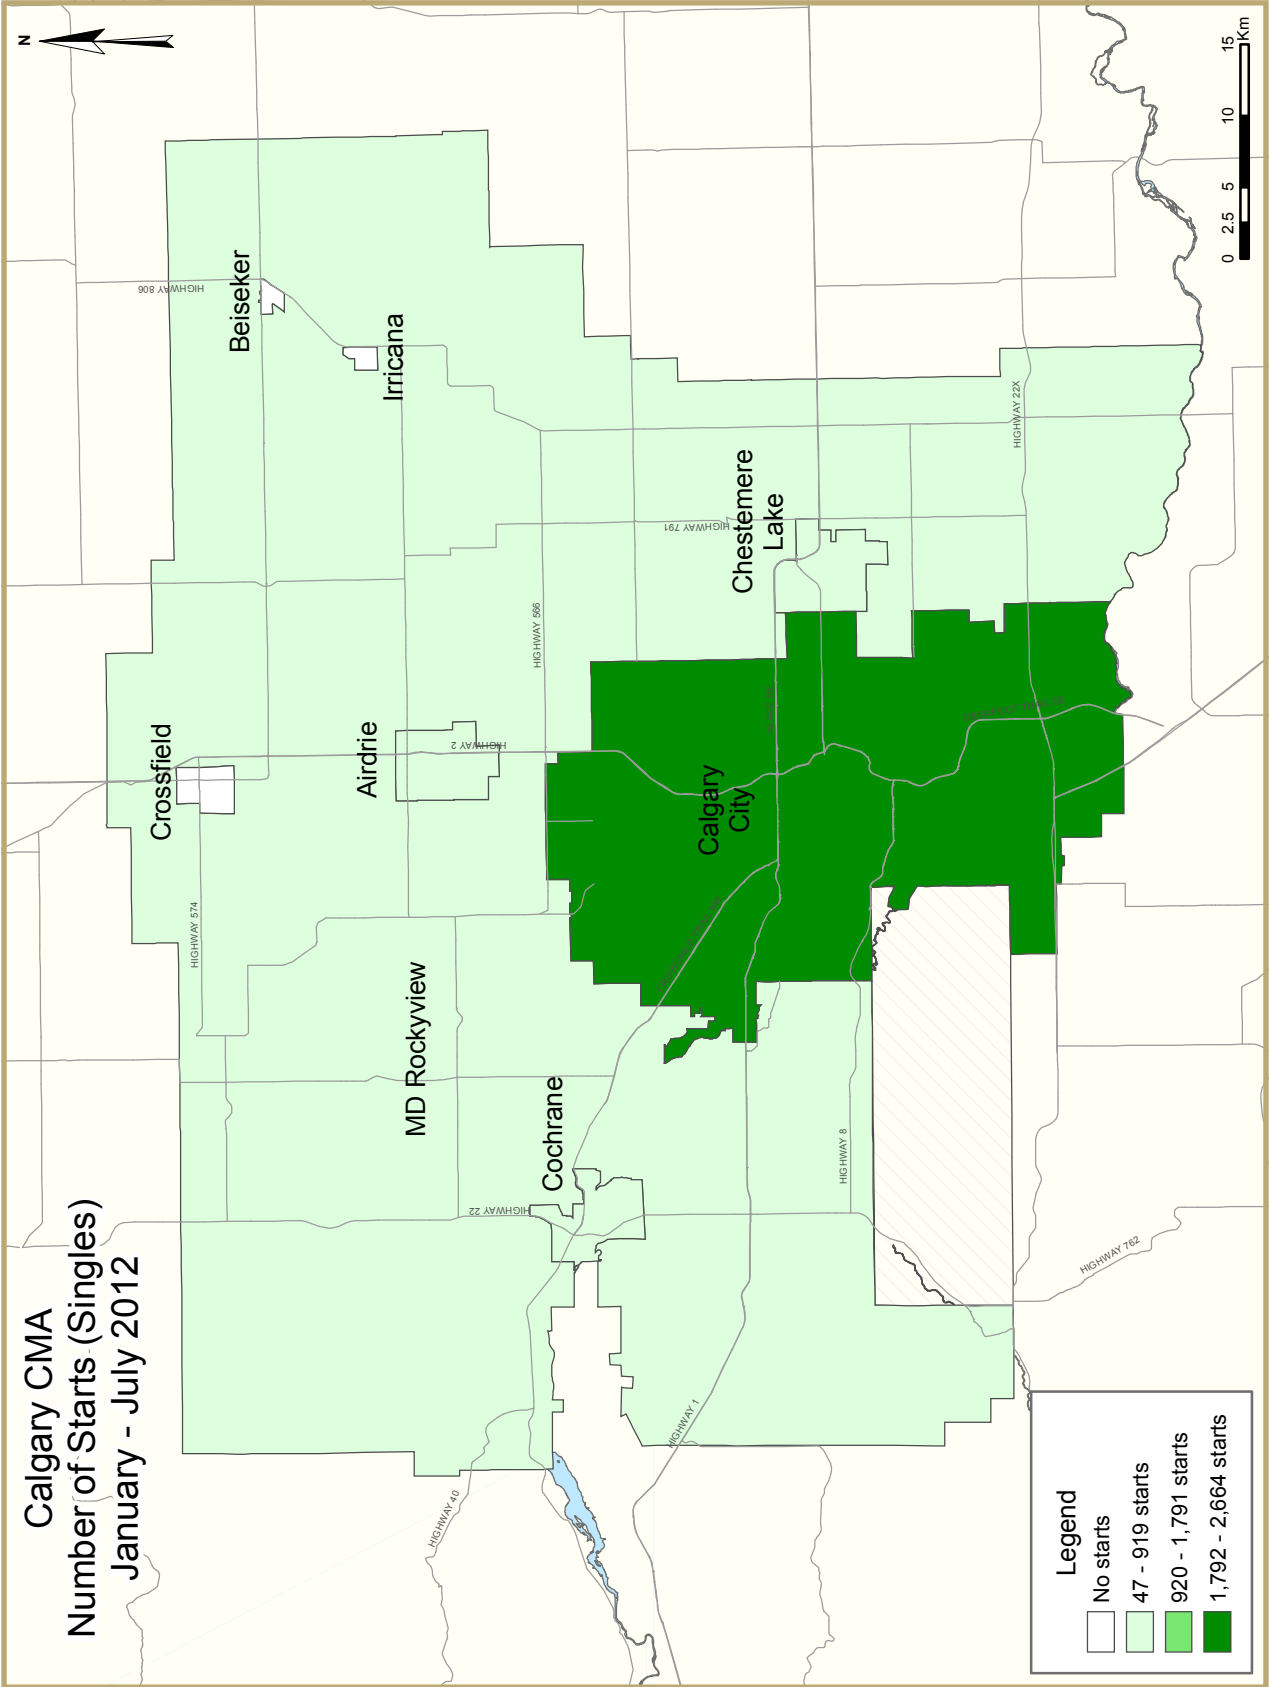 Calgary CMA
Number of Starts (Singles)
January - July 2012
N
HIGHWAY 806
Beiseker
Irricana
Crossfield
Airdrie
HIGHWAY 2
HIGHWAY 566
HIGHWAY 574
MD Rockyview
Cochrane
HIGHWAY 22
HIGHWAY 40
HIGHWAY 1
HIGHWAY 8
HIGHWAY 762
Calgary
City
Chestemere
Lake
HIGHWAY 791
HIGHWAY 22X
Legend
No starts
47 - 919 starts
920 - 1,791 starts
1,792 - 2,664 starts
0 2.5 5 10 15
Km